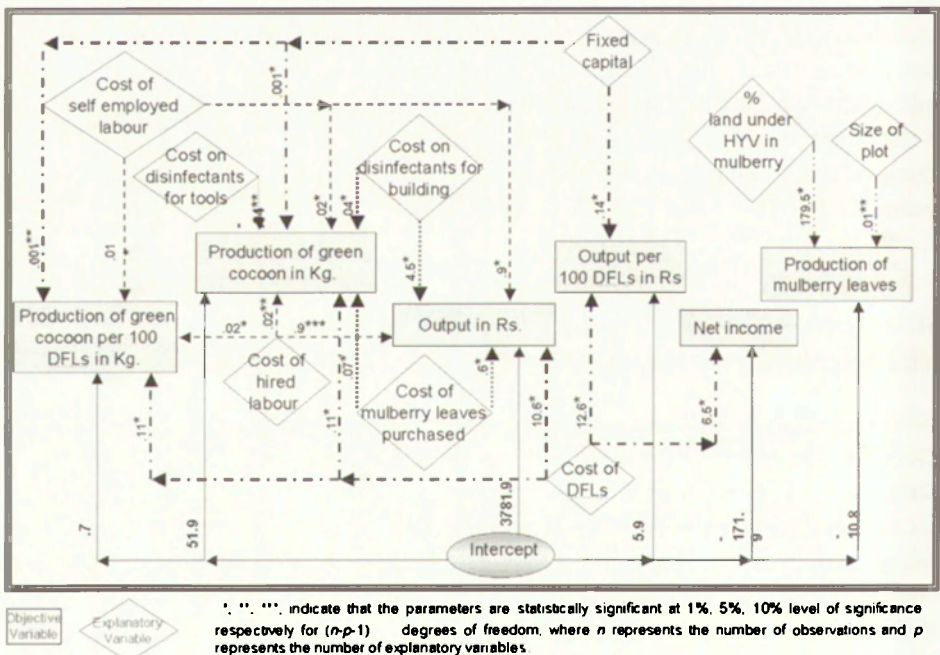 Fixed
capital
Cost of
self employed
labour
%
land under
HYV in
mulberry
Size of
plot
Cost on
disinfectants
for tools
Cost on
disinfectants for
building
.001*
.001**
.01
*
.02*
.04*
4.5*
.9*
.14*
179.5*
.01**
Production of green
cocoon in Kg.
Output per
100 DFLs in Rs
Production of
mulberry leaves
Production of green
cocoon per 100
DFLs in Kg.
Output in Rs.
Net income
.02*
.02**
.9***
Cost of
hired
labour
.07*
Cost of
mulberry leaves
purchased
.6*
10.6*
12.6*
6.5*
.11*
.11*
Cost of
DFLs
.7
51.9
3781.9
5.9
171.
9
10.8
Intercept
Objective
Variable
Explanatory
Variable
*, **, ***, indicate that the parameters are statistically significant at 1%, 5%, 10% level of significance
respectively for (n-p-1) degrees of freedom, where n represents the number of observations and p
represents the number of explanatory variables.